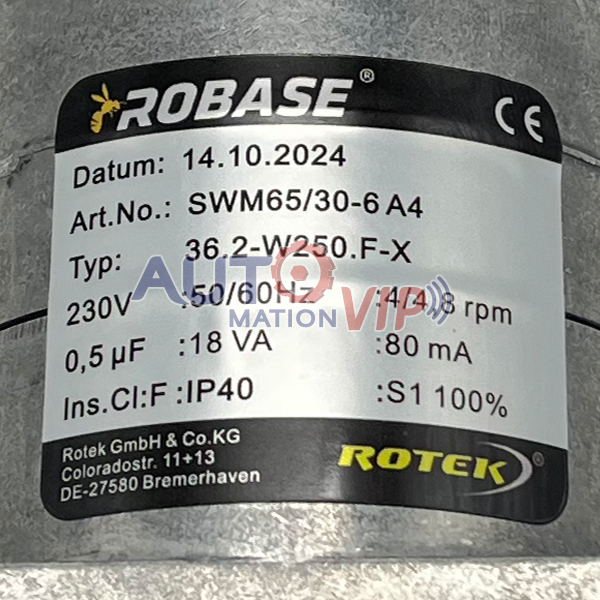 ROBASE® CE
Datum: 14.10.2024
Art.No.: SWM65/30-6 A4
Typ: 36.2-W250.F-X
230V :50/60Hz :4/4,8 rpm
0,5 µF :18 VA :80 mA
Ins.Cl:F :IP40 :S1 100%
Rotek GmbH & Co.KG
Coloradostr. 11+13
DE-27580 Bremerhaven
ROTEK®
AUTOMATION VIP